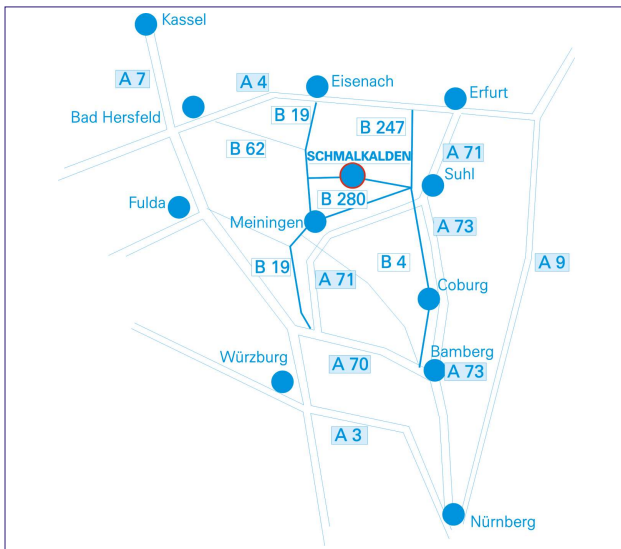 Kassel
A 7
A 4
Eisenach
Erfurt
Bad Hersfeld
B 19
B 247
B 62
SCHMALKALDEN
A 71
Suhl
B 280
Fulda
Meiningen
A 73
B 19
A 71
B 4
A 9
Coburg
Würzburg
A 70
Bamberg
A 73
A 3
Nürnberg